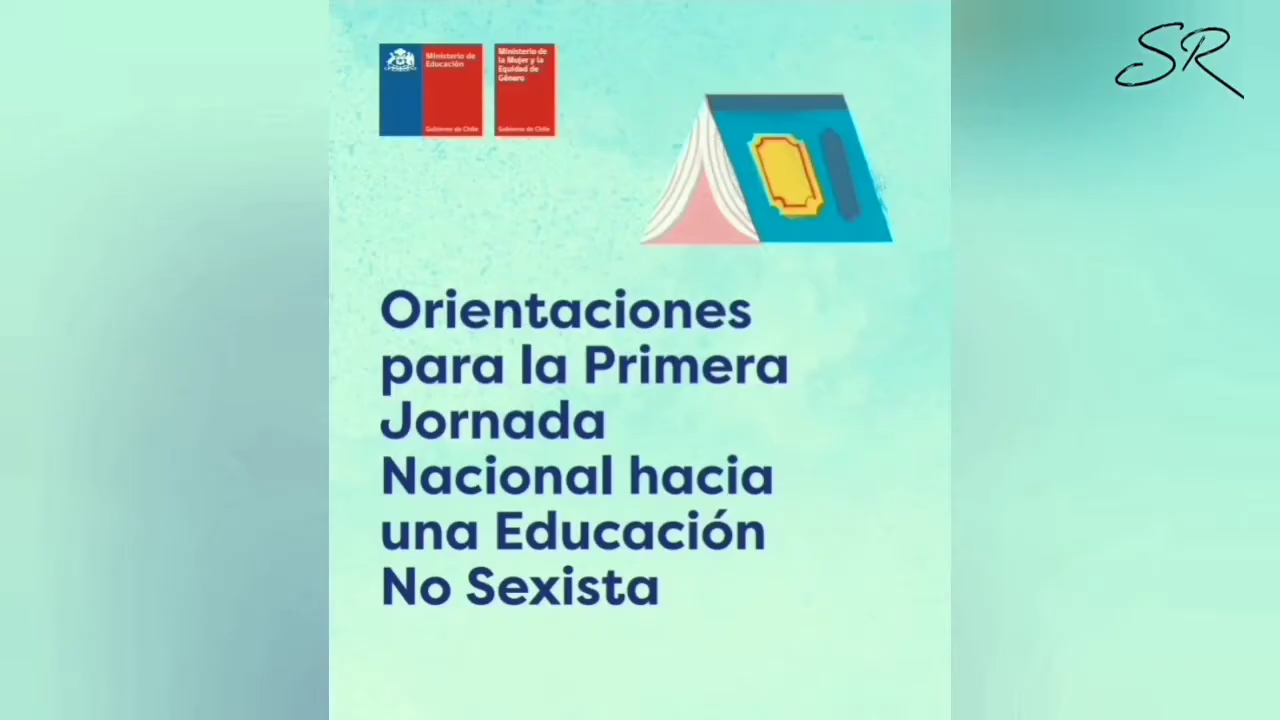 Ministerio de
Educación
Gobierno de Chile
Ministerio de
la Mujer y la
Equidad de
Género
Gobierno de Chile
SR
Orientaciones
para la Primera
Jornada
Nacional hacia
una Educación
No Sexista